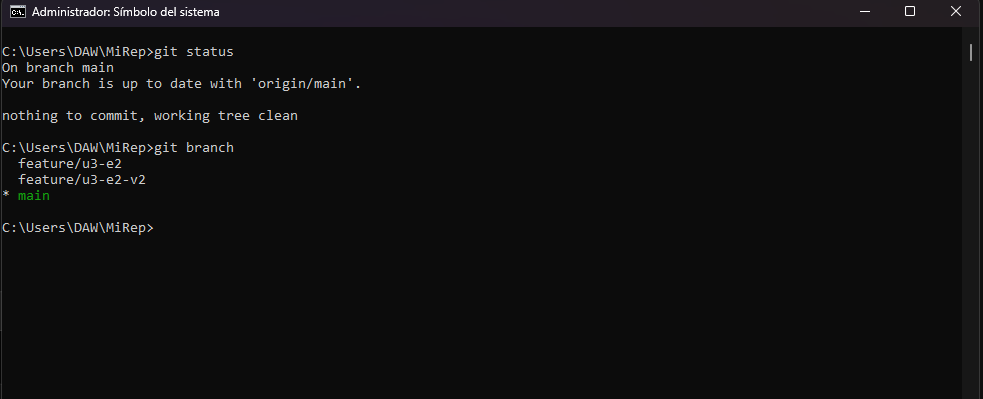 Administrador: Símbolo del sistema
C:\Users\DAW\MiRep>git status
On branch main
Your branch is up to date with 'origin/main'.
nothing to commit, working tree clean
C:\Users\DAW\MiRep>git branch
  feature/u3-e2
  feature/u3-e2-v2
* main
C:\Users\DAW\MiRep>